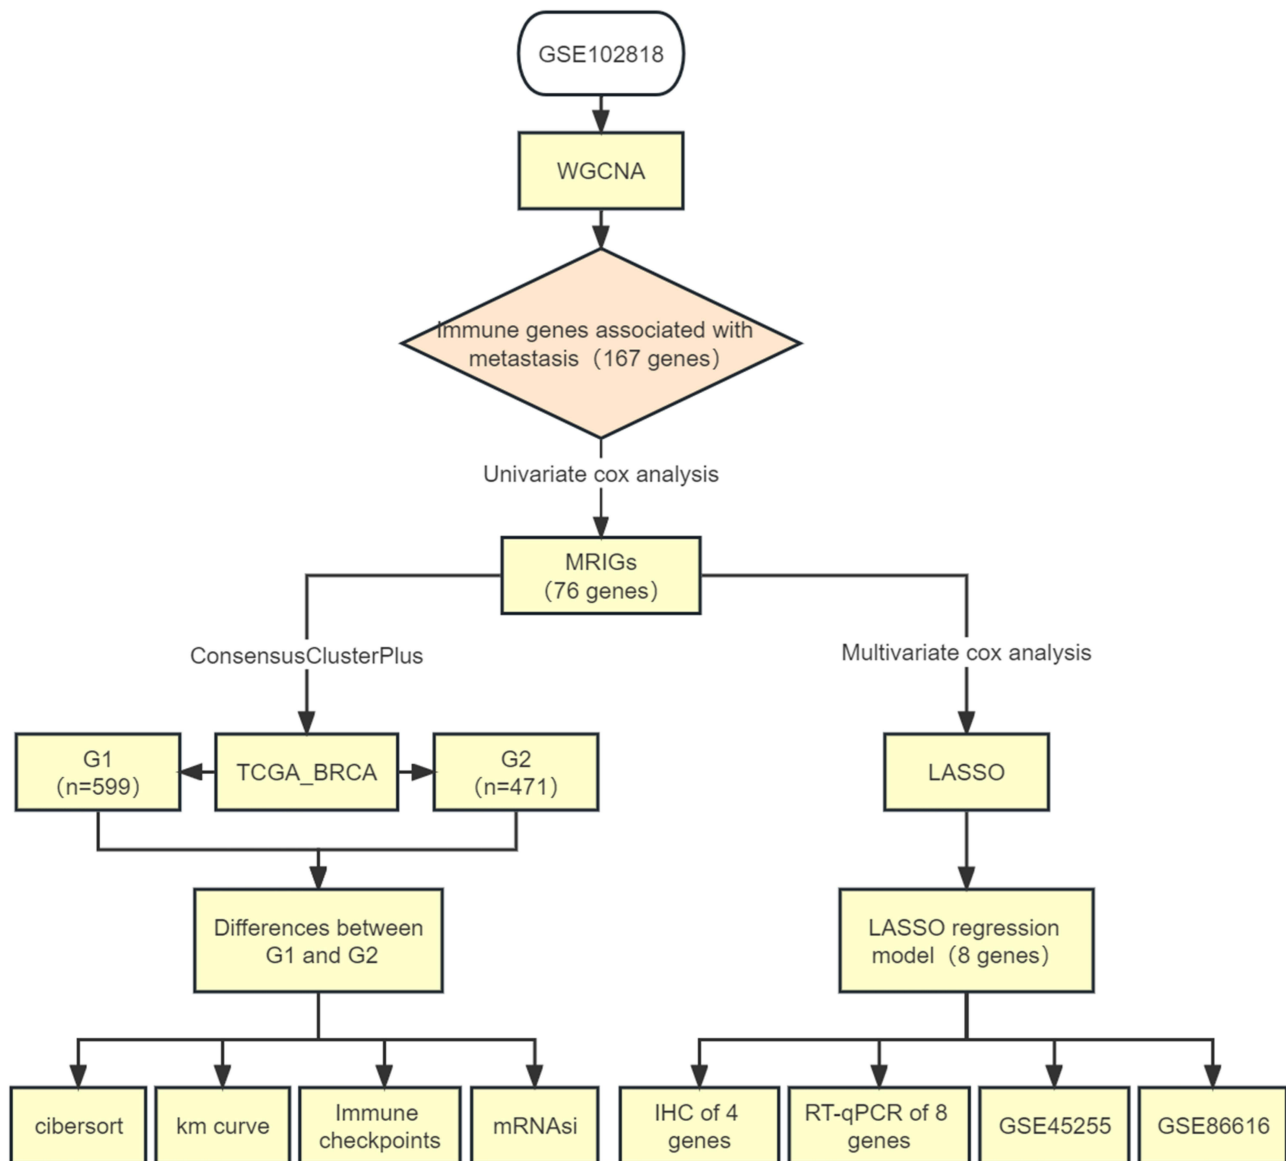 GSE102818
WGCNA
Immune genes associated with
metastasis（167 genes）
Univariate cox analysis
MRIGs
（76 genes）
ConsensusClusterPlus
Multivariate cox analysis
G1
（n=599）
TCGA_BRCA
G2
（n=471）
LASSO
Differences between
G1 and G2
LASSO regression
model（8 genes）
cibersort
km curve
Immune
checkpoints
mRNAsi
IHC of 4
genes
RT-qPCR of 8
genes
GSE45255
GSE86616